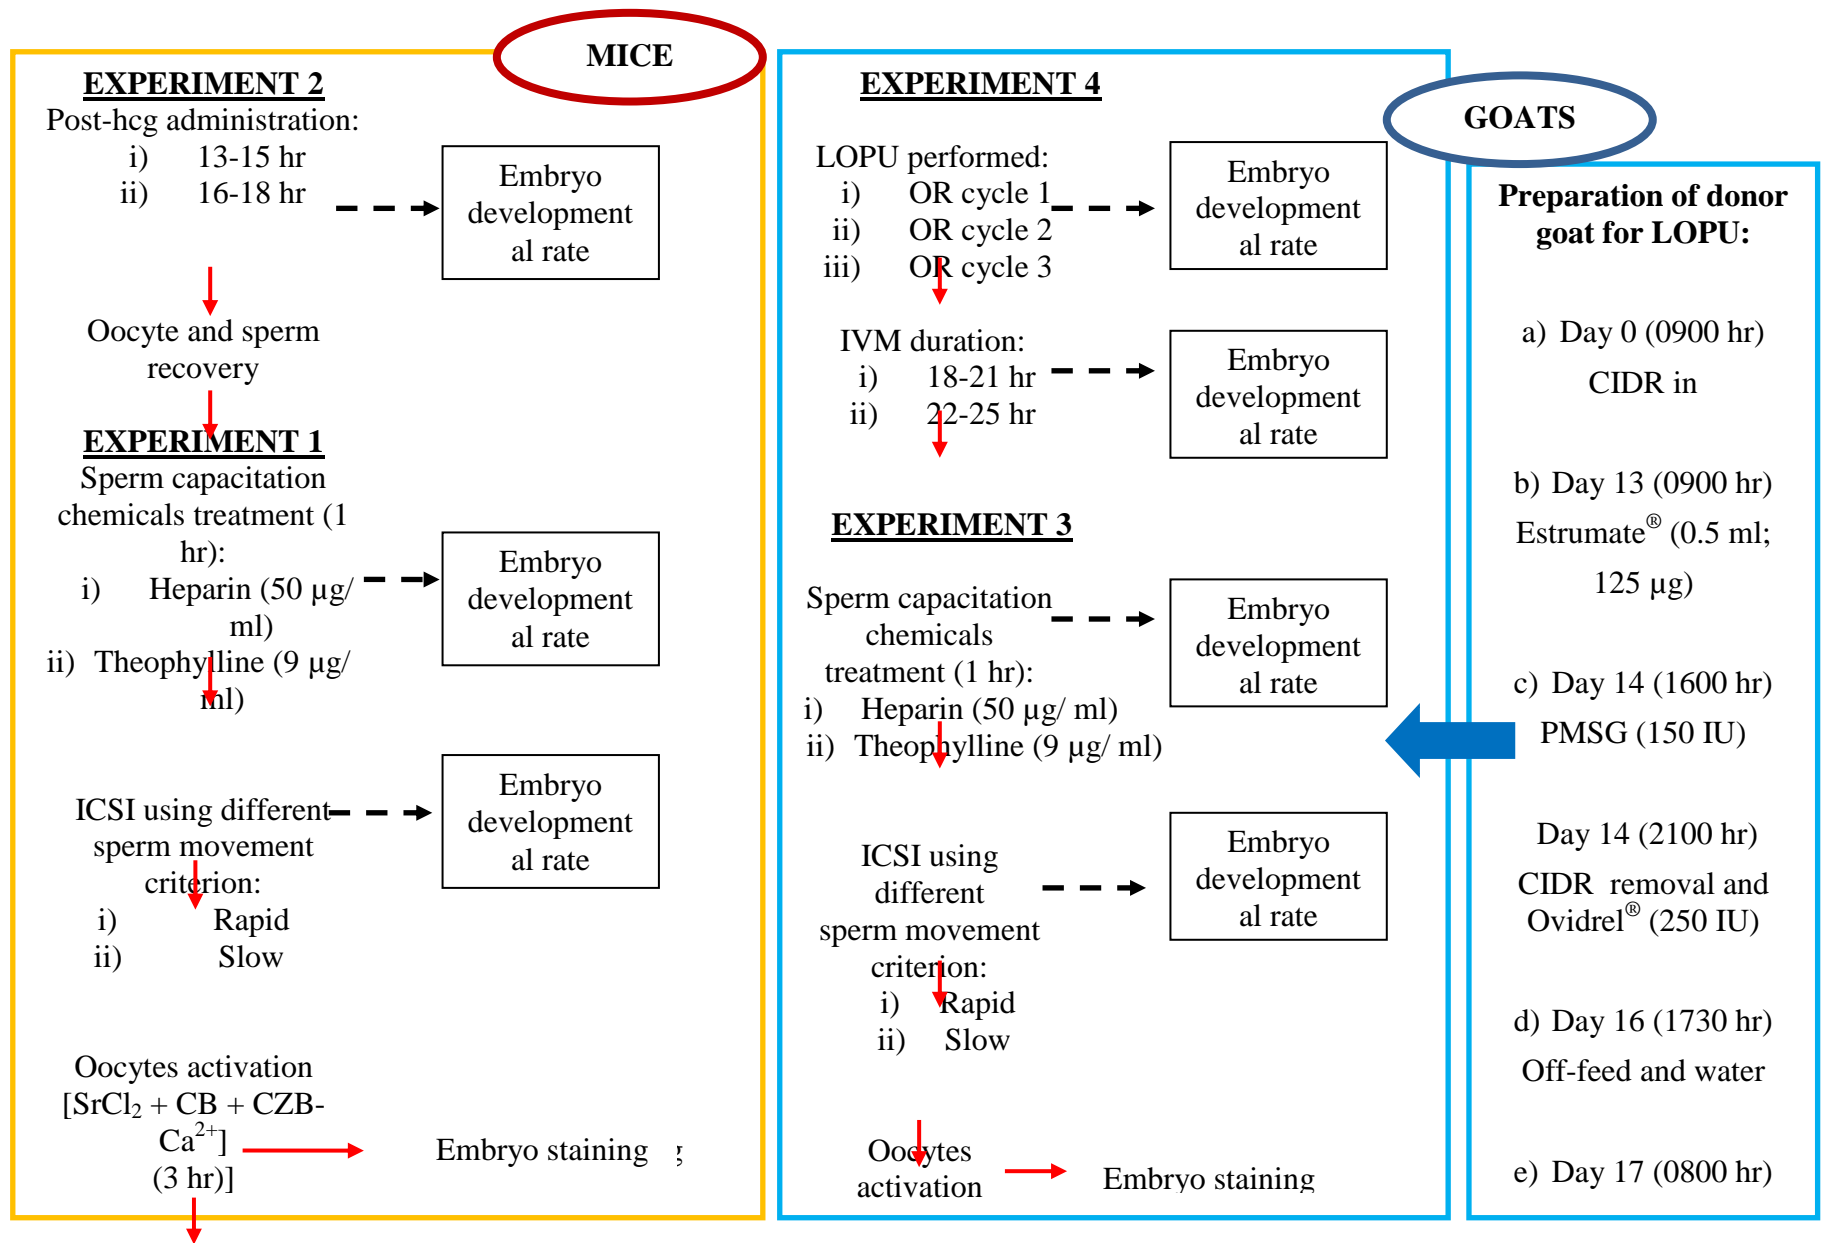 MICE
EXPERIMENT 2
Post-hcg administration:
i) 13-15 hr
ii) 16-18 hr
Embryo
development
al rate
Oocyte and sperm
recovery
EXPERIMENT 1
Sperm capacitation
chemicals treatment (1
hr):
i) Heparin (50 µg/
ml)
ii) Theophylline (9 µg/
ml)
Embryo
development
al rate
ICSI using different
sperm movement
criterion:
i) Rapid
ii) Slow
Embryo
development
al rate
Oocytes activation
[SrCl₂ + CB + CZB-
Ca²⁺]
(3 hr)]
Embryo staining
GOATS
EXPERIMENT 4
LOPU performed:
i) OR cycle 1
ii) OR cycle 2
iii) OR cycle 3
Embryo
development
al rate
IVM duration:
i) 18-21 hr
ii) 22-25 hr
Embryo
development
al rate
EXPERIMENT 3
Sperm capacitation
chemicals
treatment (1 hr):
i) Heparin (50 µg/ ml)
ii) Theophylline (9 µg/ ml)
Embryo
development
al rate
ICSI using
different
sperm movement
criterion:
i) Rapid
ii) Slow
Embryo
development
al rate
Oocytes
activation
Embryo staining
Preparation of donor
goat for LOPU:
a) Day 0 (0900 hr)
CIDR in
b) Day 13 (0900 hr)
Estrumate® (0.5 ml;
125 µg)
c) Day 14 (1600 hr)
PMSG (150 IU)
Day 14 (2100 hr)
CIDR removal and
Ovidrel® (250 IU)
d) Day 16 (1730 hr)
Off-feed and water
e) Day 17 (0800 hr)